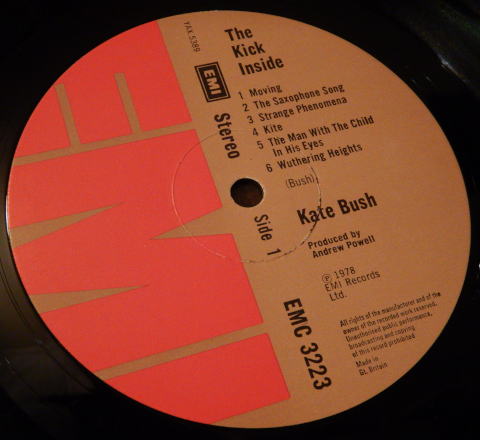 YAX.5389
The
Kick
Inside
EMI
Stereo
1 Moving
2 The Saxophone Song
3 Strange Phenomena
4 Kite
5 The Man With The Child
In His Eyes
6 Wuthering Heights
(Bush)
Side 1
Kate Bush
Produced by
Andrew Powell
Ⓟ 1978
EMI Records
Ltd.
EMC 3223
All rights of the manufacturer and of the
owner of the recorded work reserved.
Unauthorised public performance,
broadcasting and copying
of this record prohibited
Made in
Gt. Britain
EMI